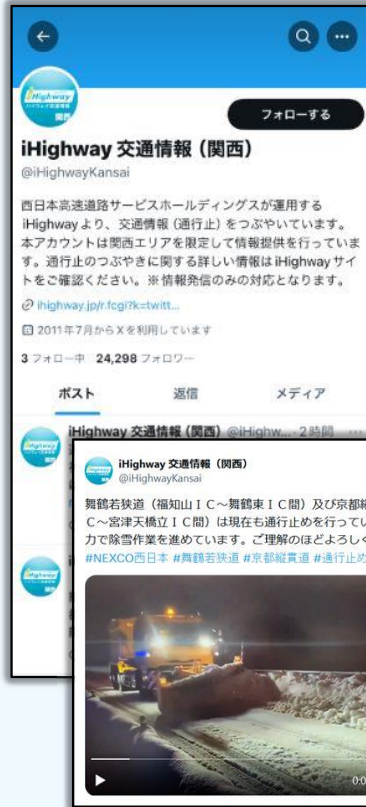 iHighway
関西
フォローする
iHighway 交通情報（関西）
@iHighwayKansai
西日本高速道路サービスホールディングスが運用する
iHighwayより、交通情報（通行止）をつぶやいています。
本アカウントは関西エリアを限定して情報提供を行っていま
す。通行止のつぶやきに関する詳しい情報はiHighwayサイ
トをご確認ください。※情報発信のみの対応となります。
ihighway.jp/r.fcgi?k=twitt...
2011年7月からXを利用しています
3 フォロー中 24,298 フォロワー
ポスト 返信 メディア
iHighway 交通情報（関西） @iHighw... · 2時間 ...
iHighway 交通情報（関西）
@iHighwayKansai
舞鶴若狭道（福知山ＩＣ～舞鶴東ＩＣ間）及び京都縦
Ｃ～宮津天橋立ＩＣ間）は現在も通行止めを行ってい
力で除雪作業を進めています。ご理解のほどよろしく
#NEXCO西日本 #舞鶴若狭道 #京都縦貫道 #通行止め